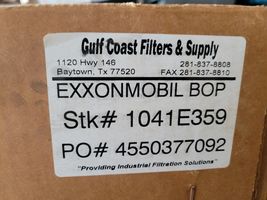 Gulf Coast Filters & Supply
1120 Hwy 146 281-837-8808
Baytown, Tx 77520 FAX 281-837-8810
EXXONMOBIL BOP
Stk# 1041E359
PO# 4550377092
"Providing Industrial Filtration Solutions"